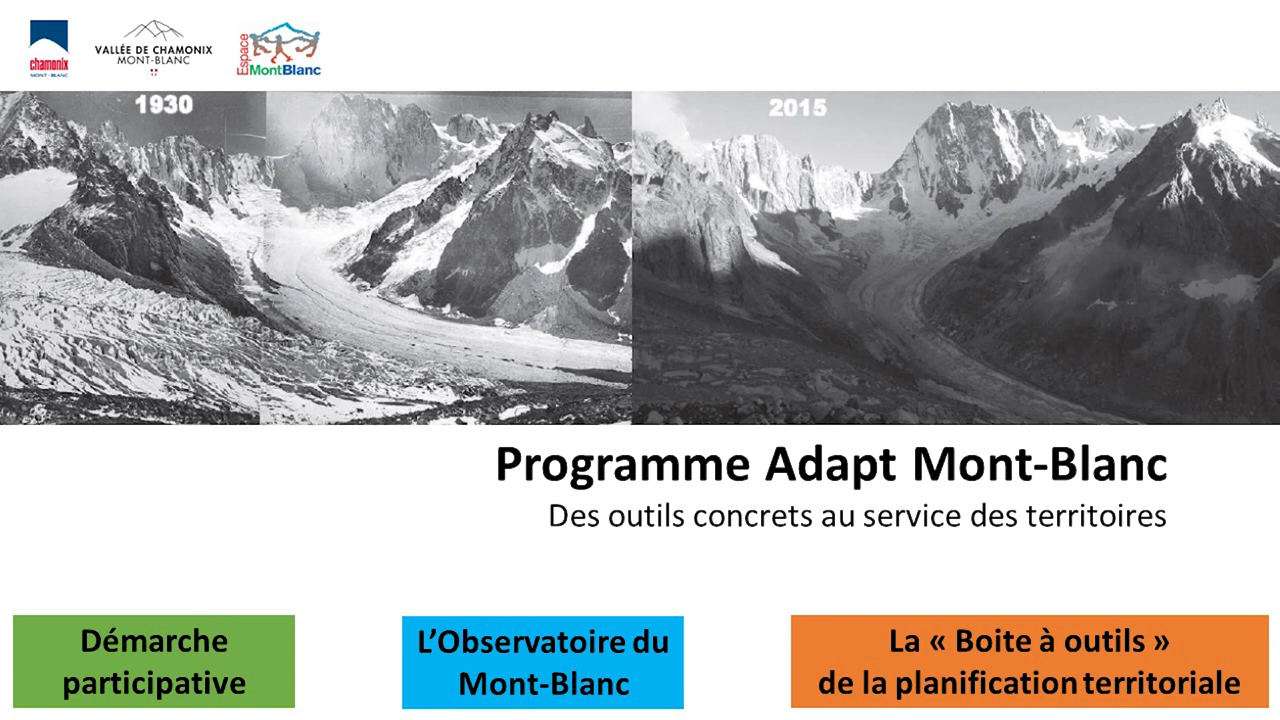 chamonix
MONT-BLANC
VALLÉE DE CHAMONIX
MONT-BLANC
Espace
MontBlanc
1930
2015
Programme Adapt Mont-Blanc
Des outils concrets au service des territoires
Démarche
participative
L’Observatoire du
Mont-Blanc
La « Boite à outils »
de la planification territoriale